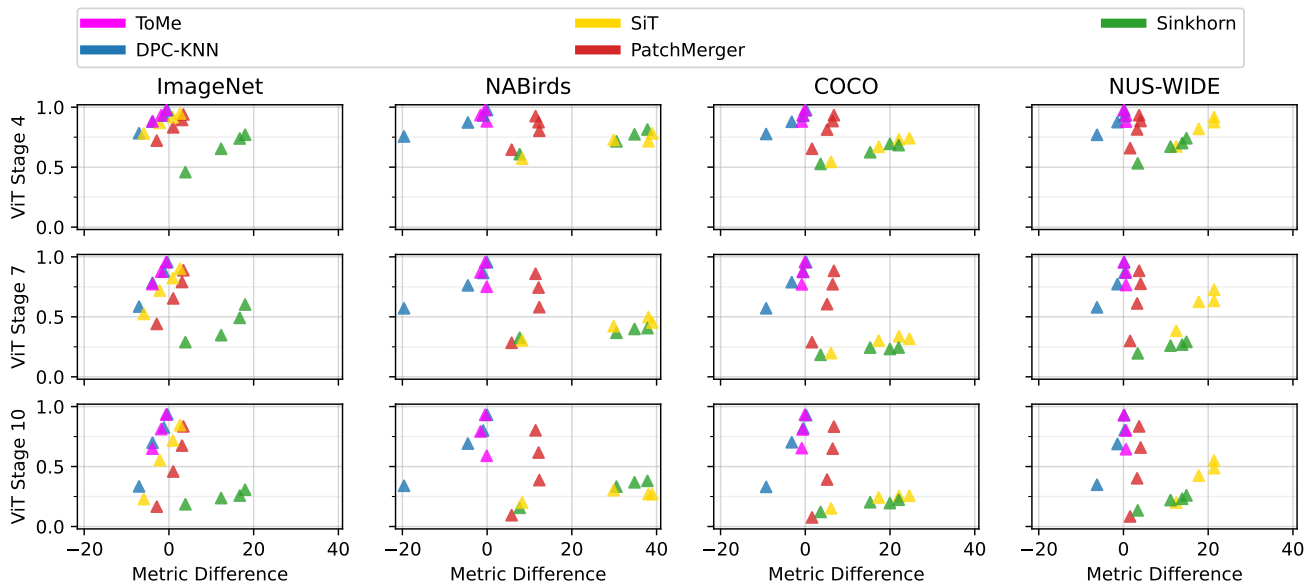 ToMe SiT Sinkhorn
DPC-KNN PatchMerger
ImageNet NABirds COCO NUS-WIDE
ViT Stage 4
1.0
0.5
0.0
ViT Stage 7
1.0
0.5
0.0
ViT Stage 10
1.0
0.5
0.0
−20 0 20 40 −20 0 20 40 −20 0 20 40 −20 0 20 40
Metric Difference Metric Difference Metric Difference Metric Difference